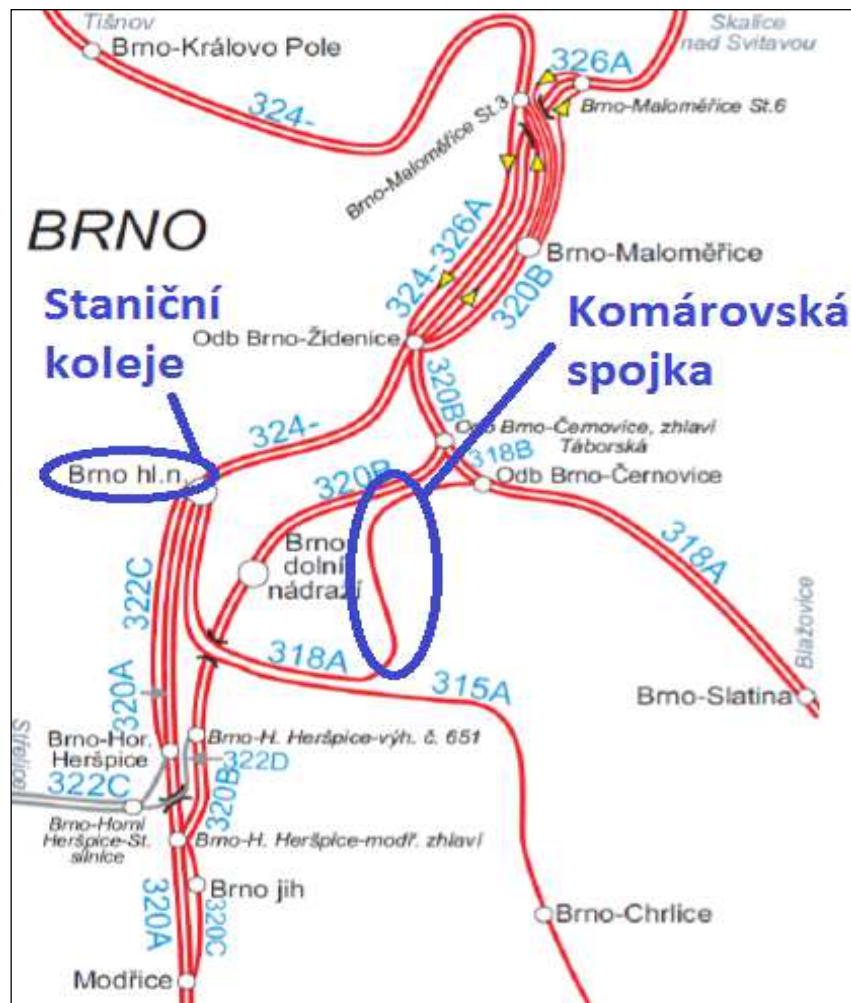 Tišnov
Brno-Královo Pole
Skalice
nad Svitavou
326A
Brno-Maloměřice St.6
324-
Brno-Maloměřice St.3
BRNO
324- 326A
Brno-Maloměřice
320B
Staniční
koleje
Komárovská
spojka
Odb Brno-Židenice
320B
Odb Brno-Černovice, zhlaví
Táborská
324-
318B
Brno hl.n.
320B
Odb Brno-Černovice
Brno
dolní
nádraží
318A
322C
Blažovice
318A
315A
320A
Brno-Slatina
Střelice
Brno-Hor.
Heršpice
Brno-H. Heršpice-výh. č. 651
322D
322C
320B
Brno-Horní
Heršpice-St.
silnice
Brno-H. Heršpice-modř. zhlaví
320A
Brno jih
320C
Brno-Chrlice
Modřice